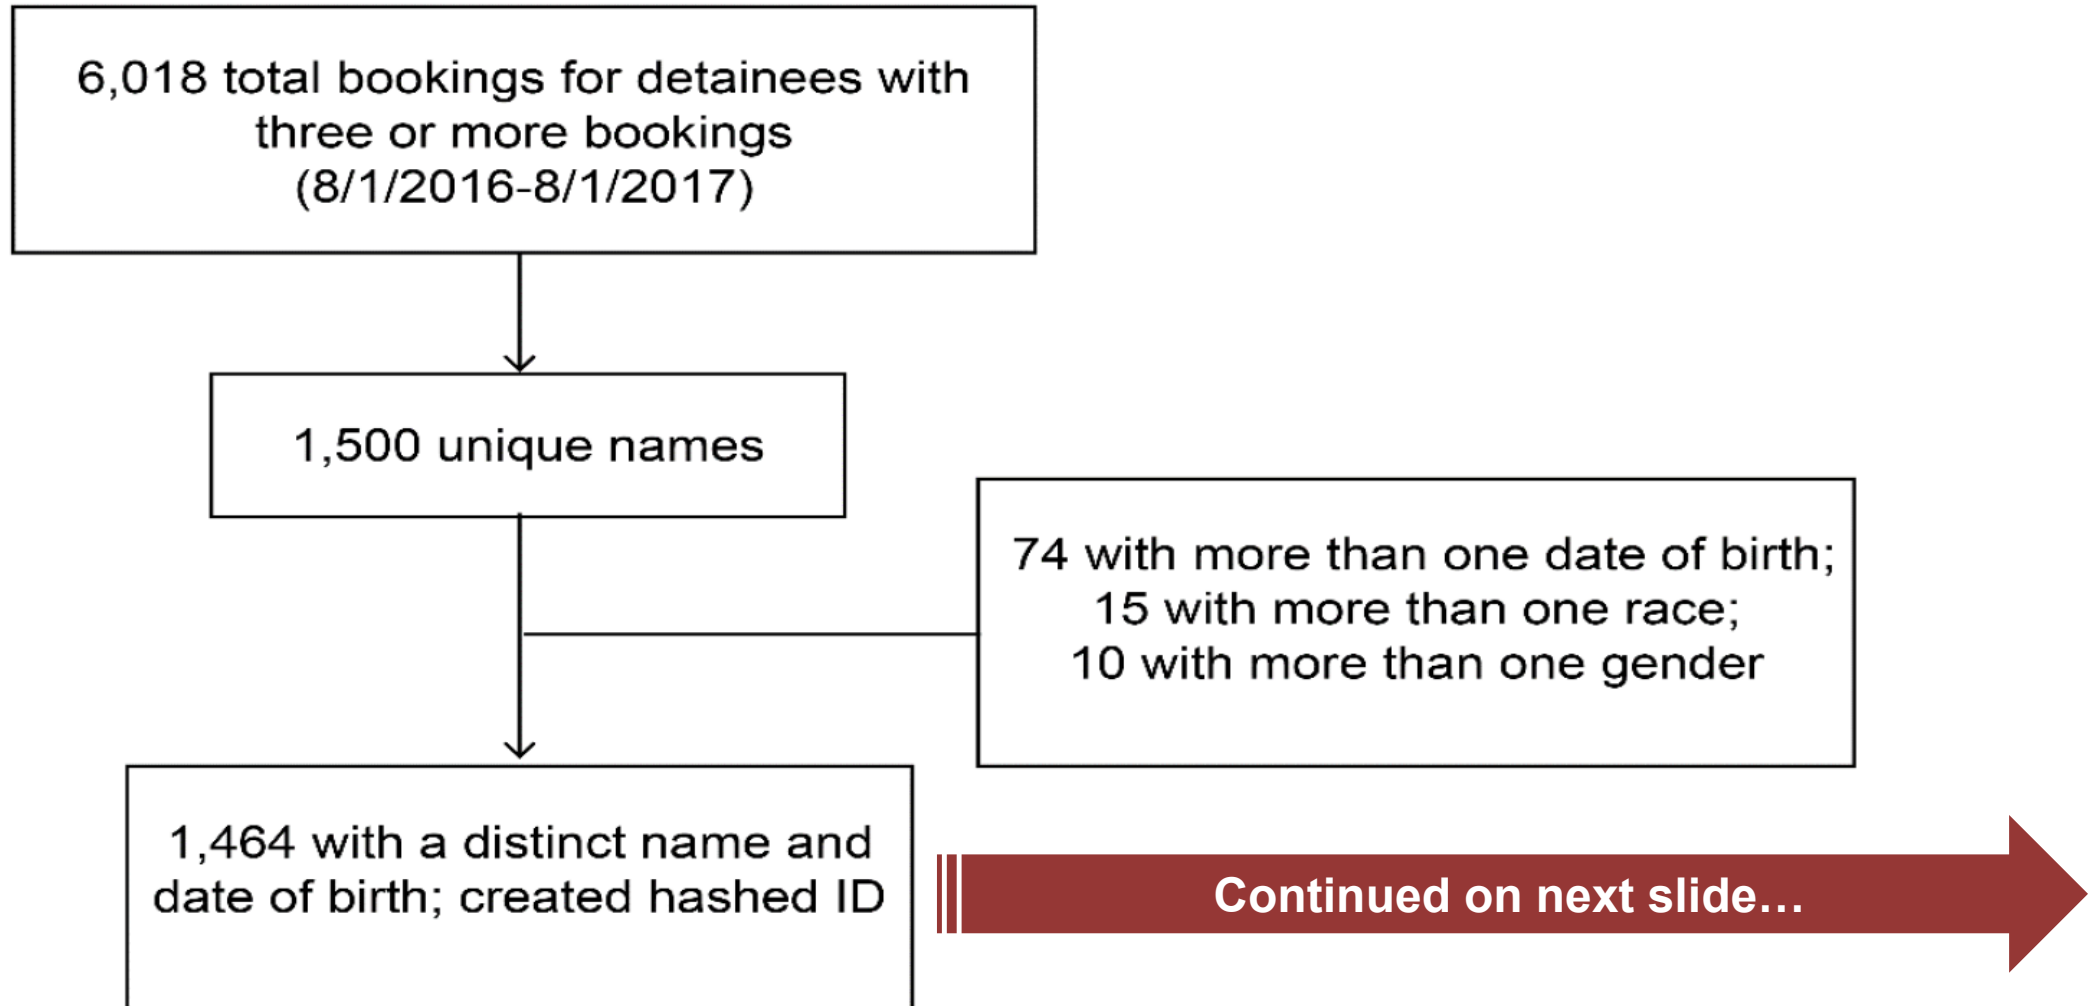 6,018 total bookings for detainees with
three or more bookings
(8/1/2016-8/1/2017)
1,500 unique names
74 with more than one date of birth;
15 with more than one race;
10 with more than one gender
1,464 with a distinct name and
date of birth; created hashed ID
Continued on next slide…